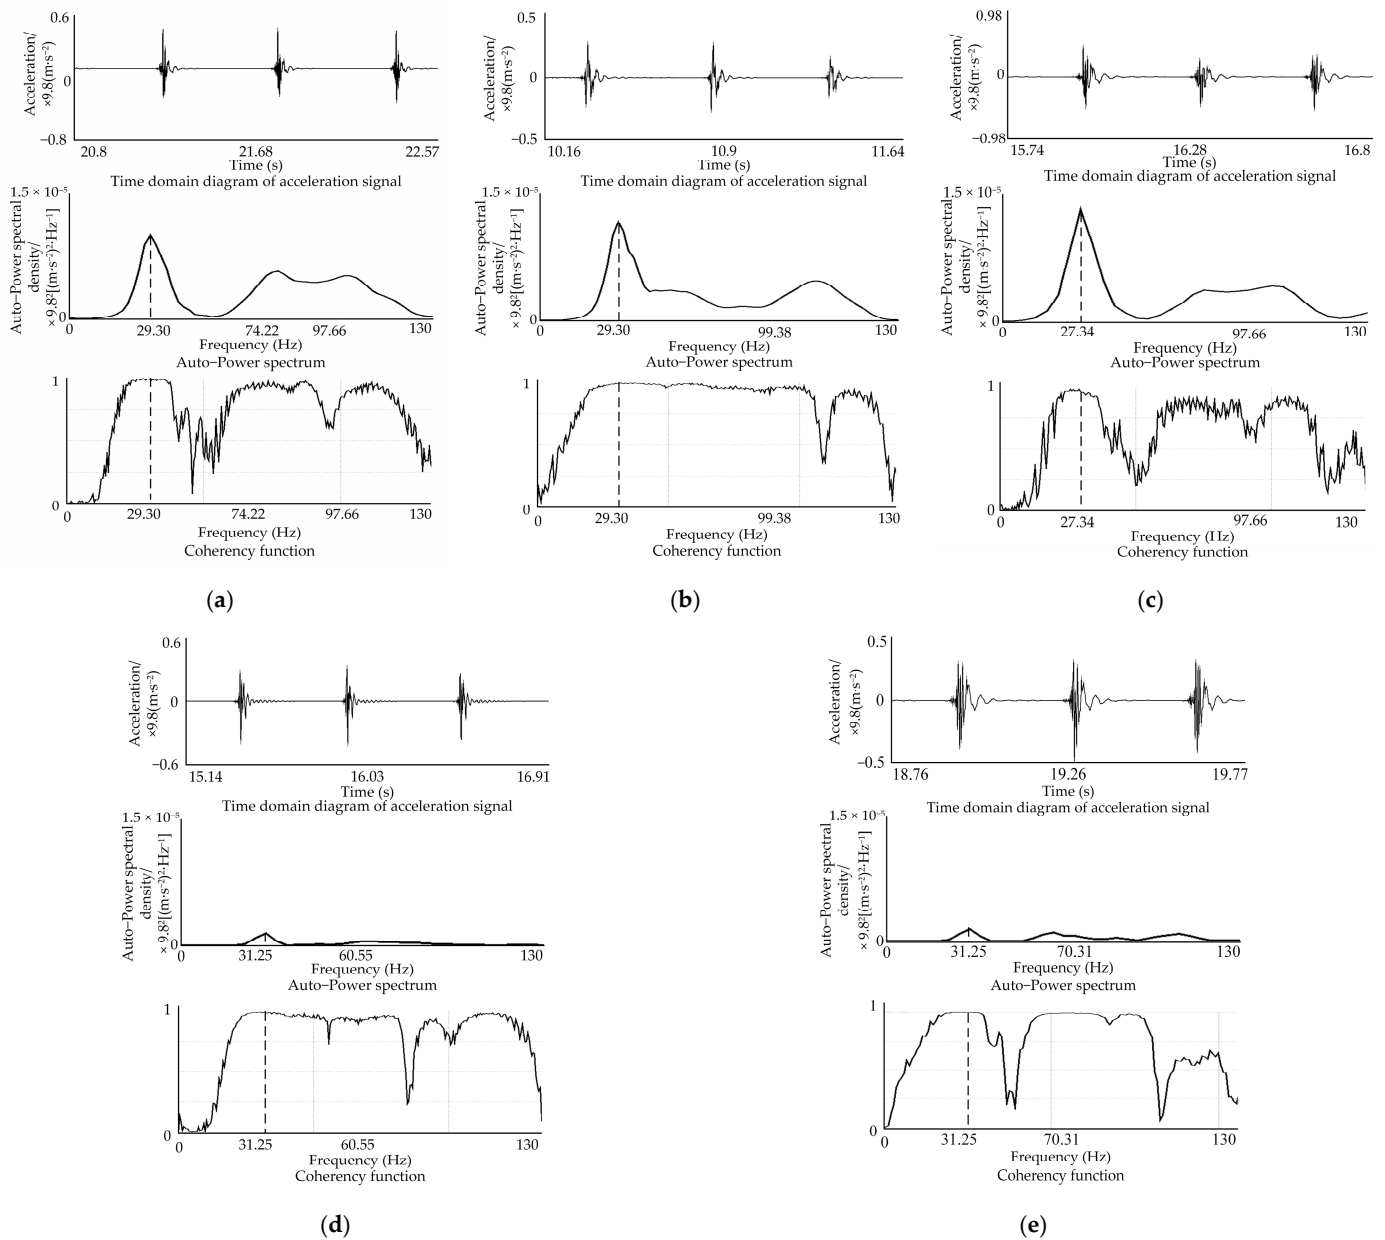 0.6
Acceleration/
×9.8(m·s⁻²)
0
−0.8
20.8 21.68 22.57
Time (s)
Time domain diagram of acceleration signal
1.5 × 10⁻⁵
Auto−Power spectral
density/
× 9.8²[(m·s⁻²)²·Hz⁻¹]
0
0 29.30 74.22 97.66 130
Frequency (Hz)
Auto−Power spectrum
1
0
0 29.30 74.22 97.66 130
Frequency (Hz)
Coherency function
(a)
0.5
Acceleration/
×9.8(m·s⁻²)
0
−0.5
10.16 10.9 11.64
Time (s)
Time domain diagram of acceleration signal
1.5 × 10⁻⁵
Auto−Power spectral
density/
× 9.8²[(m·s⁻²)²·Hz⁻¹]
0
0 29.30 99.38 130
Frequency (Hz)
Auto−Power spectrum
1
0
0 29.30 99.38 130
Frequency (Hz)
Coherency function
(b)
0.98
Acceleration/
×9.8(m·s⁻²)
0
−0.98
15.74 16.28 16.8
Time (s)
Time domain diagram of acceleration signal
1.5 × 10⁻⁵
Auto−Power spectral
density/
× 9.8²[(m·s⁻²)²·Hz⁻¹]
0
0 27.34 97.66 130
Frequency (Hz)
Auto−Power spectrum
1
0
0 27.34 97.66 130
Frequency (Hz)
Coherency function
(c)
0.6
Acceleration/
×9.8(m·s⁻²)
0
−0.6
15.14 16.03 16.91
Time (s)
Time domain diagram of acceleration signal
1.5 × 10⁻⁵
Auto−Power spectral
density/
× 9.8²[(m·s⁻²)²·Hz⁻¹]
0
0 31.25 60.55 130
Frequency (Hz)
Auto−Power spectrum
1
0
0 31.25 60.55 130
Frequency (Hz)
Coherency function
(d)
0.5
Acceleration/
×9.8(m·s⁻²)
0
−0.5
18.76 19.26 19.77
Time (s)
Time domain diagram of acceleration signal
1.5 × 10⁻⁵
Auto−Power spectral
density/
× 9.8²[(m·s⁻²)²·Hz⁻¹]
0
0 31.25 70.31 130
Frequency (Hz)
Auto−Power spectrum
1
0
0 31.25 70.31 130
Frequency (Hz)
Coherency function
(e)